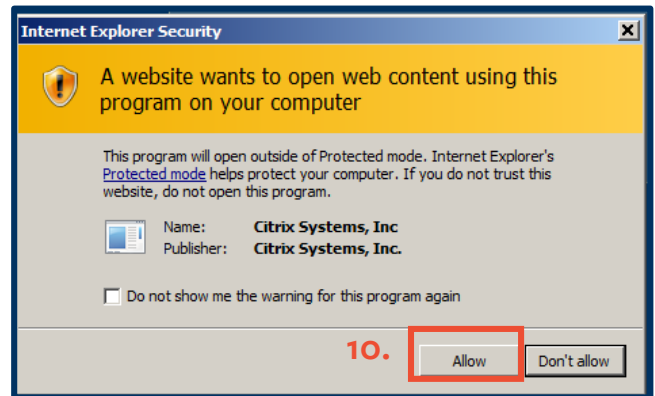 Internet Explorer Security
A website wants to open web content using this
program on your computer
This program will open outside of Protected mode. Internet Explorer's
Protected mode helps protect your computer. If you do not trust this
website, do not open this program.
Name: Citrix Systems, Inc
Publisher: Citrix Systems, Inc.
Do not show me the warning for this program again
10. Allow Don't allow